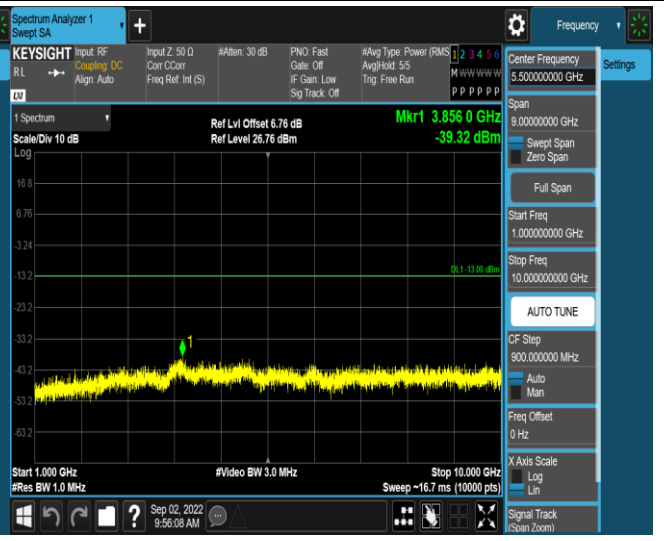 Spectrum Analyzer 1
Swept SA
Frequency
KEYSIGHT
RL
LXI
Input: RF
Coupling: DC
Align: Auto
Input Z: 50 Ω
Corr CCorr
Freq Ref: Int (S)
#Atten: 30 dB
PNO: Fast
Gate: Off
IF Gain: Low
Sig Track: Off
#Avg Type: Power (RMS
Avg|Hold: 5/5
Trig: Free Run
1 2 3 4 5 6
M W W W W W
P P P P P P
Center Frequency
5.500000000 GHz
Settings
Span
9.00000000 GHz
Swept Span
Zero Span
Full Span
Start Freq
1.000000000 GHz
Stop Freq
10.000000000 GHz
AUTO TUNE
CF Step
900.000000 MHz
Auto
Man
Freq Offset
0 Hz
X Axis Scale
Log
Lin
Signal Track
(Span Zoom)
1 Spectrum
Scale/Div 10 dB
Log
Ref Lvl Offset 6.76 dB
Ref Level 26.76 dBm
Mkr1 3.856 0 GHz
-39.32 dBm
16.8
6.76
-3.24
-13.2
DL1 -13.00 dBm
-23.2
-33.2
1
-43.2
-53.2
-63.2
Start 1.000 GHz
#Video BW 3.0 MHz
Stop 10.000 GHz
#Res BW 1.0 MHz
Sweep ~16.7 ms (10000 pts)
?
Sep 02, 2022
9:56:08 AM